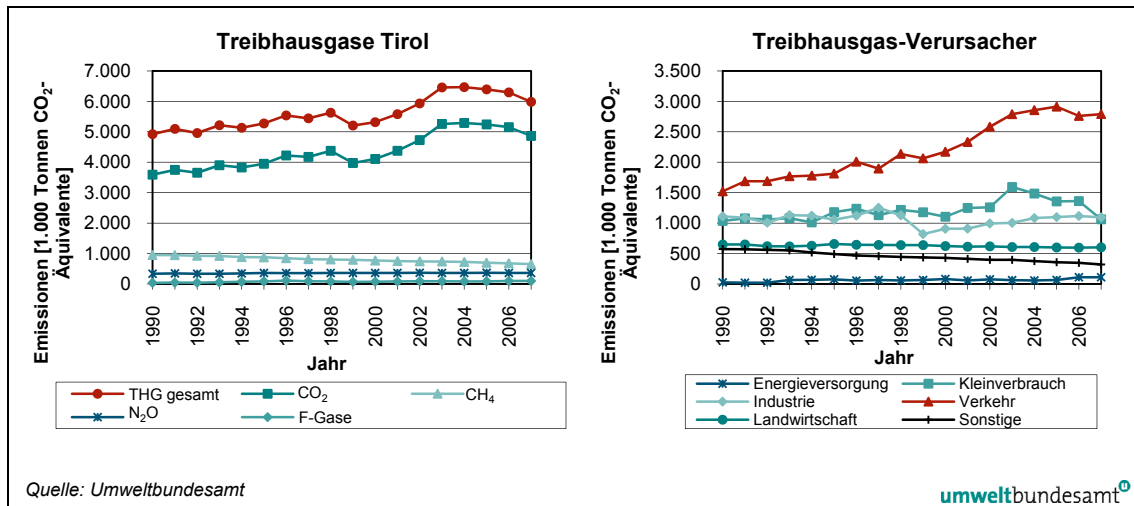 Treibhausgase Tirol
Emissionen [1.000 Tonnen CO₂-
Äquivalente]
7.000
6.000
5.000
4.000
3.000
2.000
1.000
0
1990
1992
1994
1996
1998
2000
2002
2004
2006
Jahr
THG gesamt
CO₂
CH₄
N₂O
F-Gase
Treibhausgas-Verursacher
Emissionen [1.000 Tonnen CO₂-
Äquivalente]
3.500
3.000
2.500
2.000
1.500
1.000
500
0
1990
1992
1994
1996
1998
2000
2002
2004
2006
Jahr
Energieversorgung
Kleinverbrauch
Industrie
Verkehr
Landwirtschaft
Sonstige
Quelle: Umweltbundesamt
umweltbundesamt
u